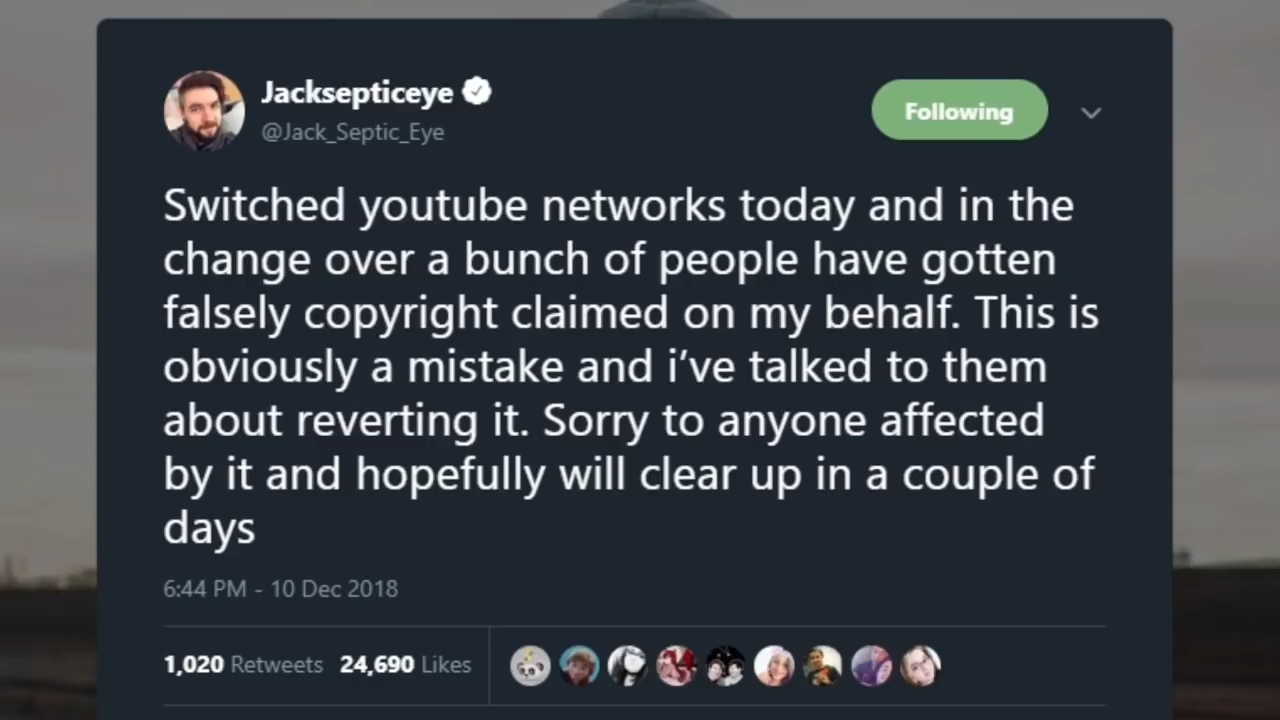 Jacksepticeye
@Jack_Septic_Eye
Following
Switched youtube networks today and in the
change over a bunch of people have gotten
falsely copyright claimed on my behalf. This is
obviously a mistake and i’ve talked to them
about reverting it. Sorry to anyone affected
by it and hopefully will clear up in a couple of
days
6:44 PM - 10 Dec 2018
1,020 Retweets 24,690 Likes